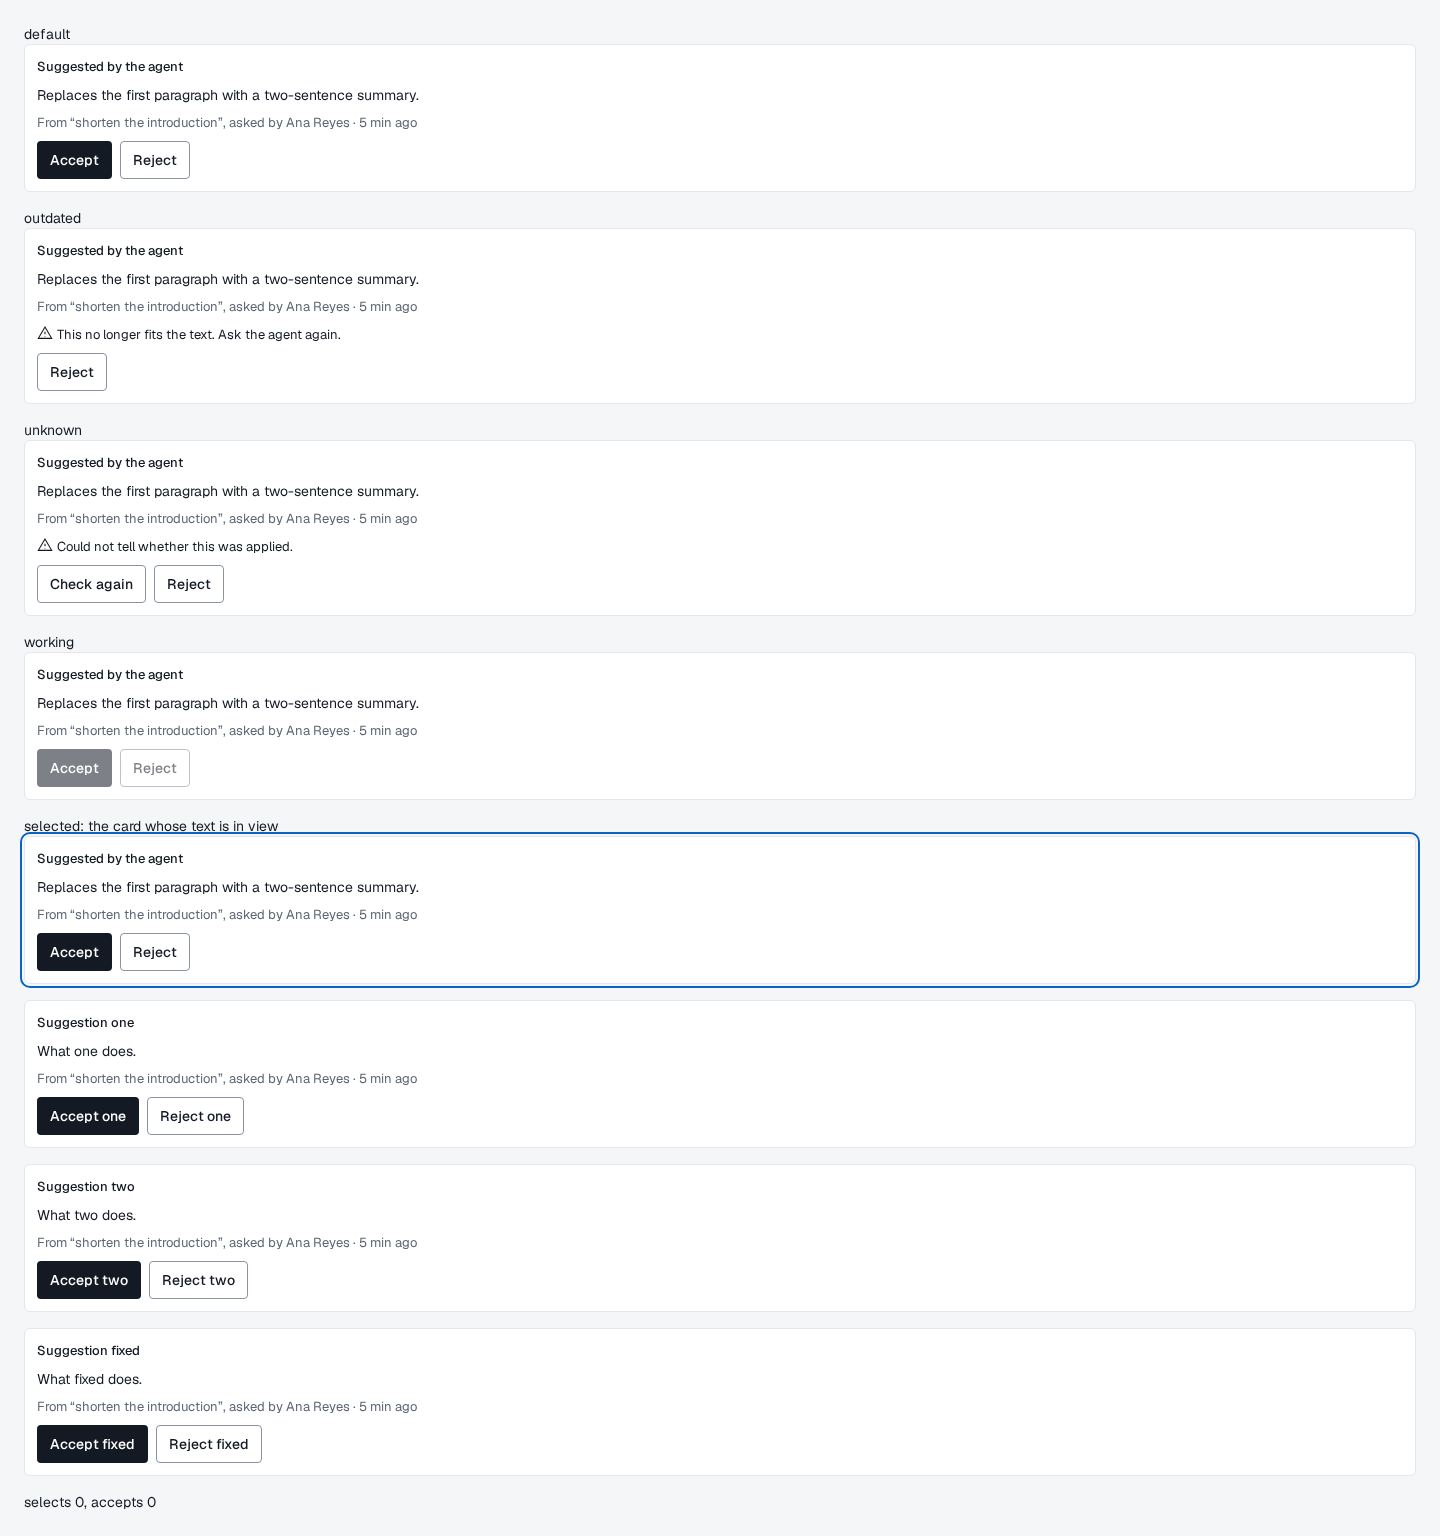 default
Suggested by the agent
Replaces the first paragraph with a two-sentence summary.
From “shorten the introduction”, asked by Ana Reyes · 5 min ago
Accept Reject
outdated
Suggested by the agent
Replaces the first paragraph with a two-sentence summary.
From “shorten the introduction”, asked by Ana Reyes · 5 min ago
This no longer fits the text. Ask the agent again.
Reject
unknown
Suggested by the agent
Replaces the first paragraph with a two-sentence summary.
From “shorten the introduction”, asked by Ana Reyes · 5 min ago
Could not tell whether this was applied.
Check again Reject
working
Suggested by the agent
Replaces the first paragraph with a two-sentence summary.
From “shorten the introduction”, asked by Ana Reyes · 5 min ago
Accept Reject
selected: the card whose text is in view
Suggested by the agent
Replaces the first paragraph with a two-sentence summary.
From “shorten the introduction”, asked by Ana Reyes · 5 min ago
Accept Reject
Suggestion one
What one does.
From “shorten the introduction”, asked by Ana Reyes · 5 min ago
Accept one Reject one
Suggestion two
What two does.
From “shorten the introduction”, asked by Ana Reyes · 5 min ago
Accept two Reject two
Suggestion fixed
What fixed does.
From “shorten the introduction”, asked by Ana Reyes · 5 min ago
Accept fixed Reject fixed
selects 0, accepts 0